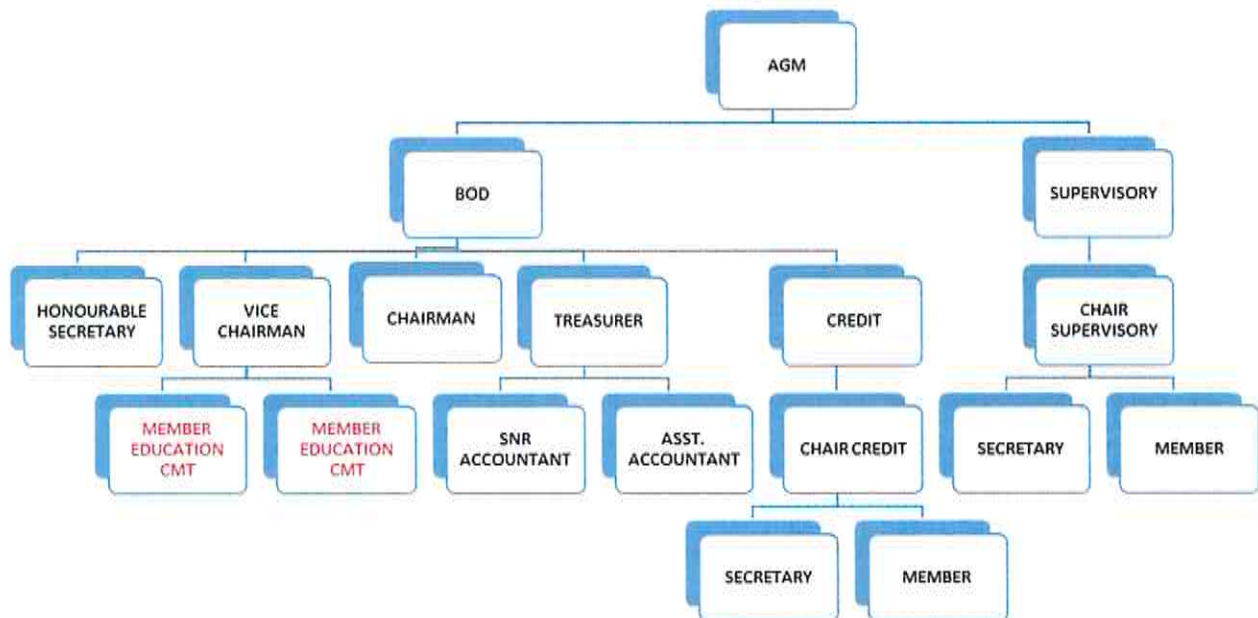 AGM
BOD
SUPERVISORY
HONOURABLE
SECRETARY
VICE
CHAIRMAN
CHAIRMAN
TREASURER
CREDIT
CHAIR
SUPERVISORY
MEMBER
EDUCATION
CMT
MEMBER
EDUCATION
CMT
SNR
ACCOUNTANT
ASST.
ACCOUNTANT
CHAIR CREDIT
SECRETARY
MEMBER
SECRETARY
MEMBER